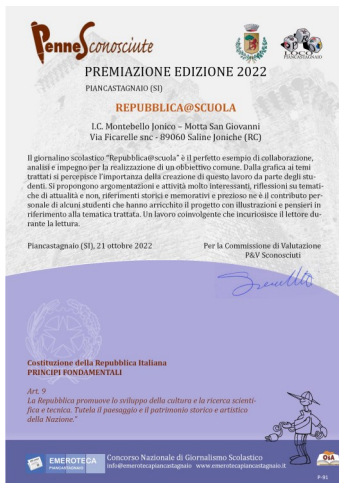 Penne Sconosciute
LOCO
PIANCASTAGNAIO
PREMIAZIONE EDIZIONE 2022
PIANCASTAGNAIO (SI)
REPUBBLICA@SCUOLA
I.C. Montebello Jonico – Motta San Giovanni
Via Ficarelle snc - 89060 Saline Joniche (RC)
Il giornalino scolastico "Repubblica@scuola" è il perfetto esempio di collaborazione,
analisi e impegno per la realizzazione di un obbiettivo comune. Dalla grafica ai temi
trattati si percepisce l'importanza della creazione di questo lavoro da parte degli stu-
denti. Si propongono argomentazioni e attività molto interessanti, riflessioni su temati-
che di attualità e non, riferimenti storici e memorativi e prezioso ne è il contributo per-
sonale di alcuni studenti che hanno arricchito il progetto con illustrazioni e pensieri in
riferimento alla tematica trattata. Un lavoro coinvolgente che incuriosisce il lettore du-
rante la lettura.
Piancastagnaio (SI), 21 ottobre 2022
Per la Commissione di Valutazione
P&V Sconosciuti
Costituzione della Repubblica Italiana
PRINCIPI FONDAMENTALI
Art. 9
La Repubblica promuove lo sviluppo della cultura e la ricerca scienti-
fica e tecnica. Tutela il paesaggio e il patrimonio storico e artistico
della Nazione."
EMEROTECA
PIANCASTAGNAIO
Concorso Nazionale di Giornalismo Scolastico
info@emerotecapiancastagnaio www.emerotecapiancastagnaio.it
OSA
P-91